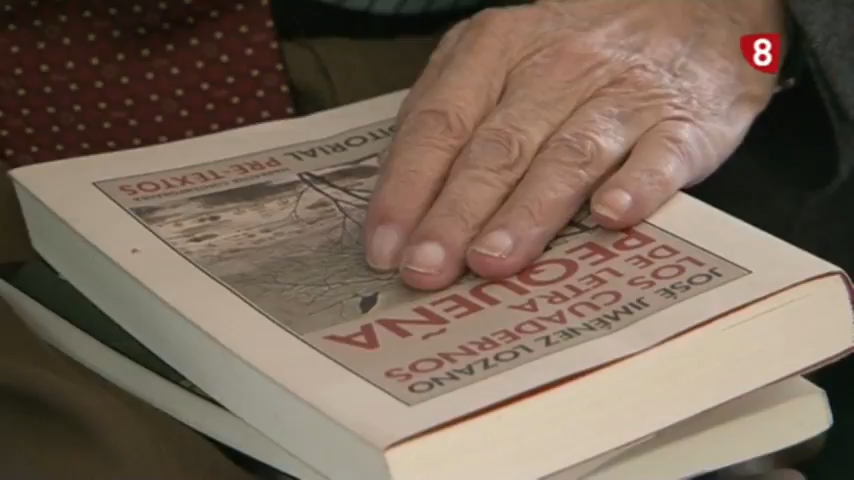 JOSÉ JIMÉNEZ LOZANO
LOS CUADERNOS
DE LETRA
PEQUEÑA
EDITORIAL PRE-TEXTOS
8